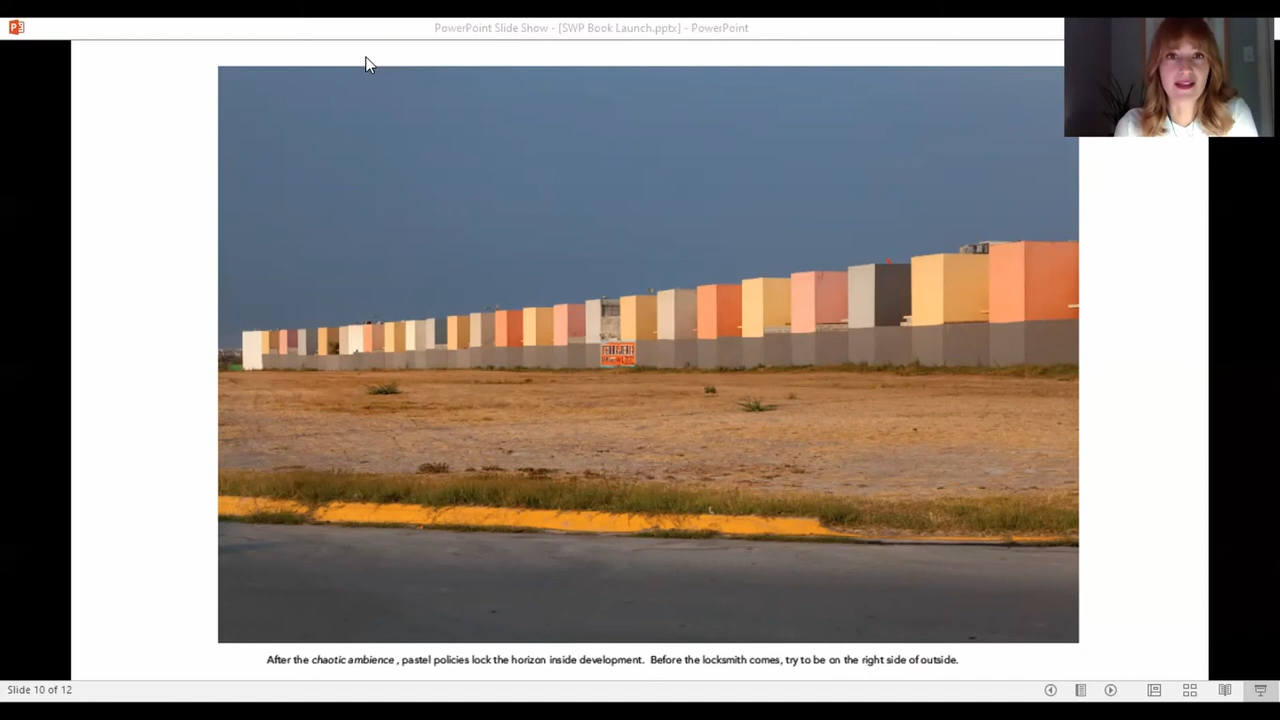 PowerPoint Slide Show - [SWP Book Launch.pptx] - PowerPoint
After the chaotic ambience , pastel policies lock the horizon inside development. Before the locksmith comes, try to be on the right side of outside.
Slide 10 of 12